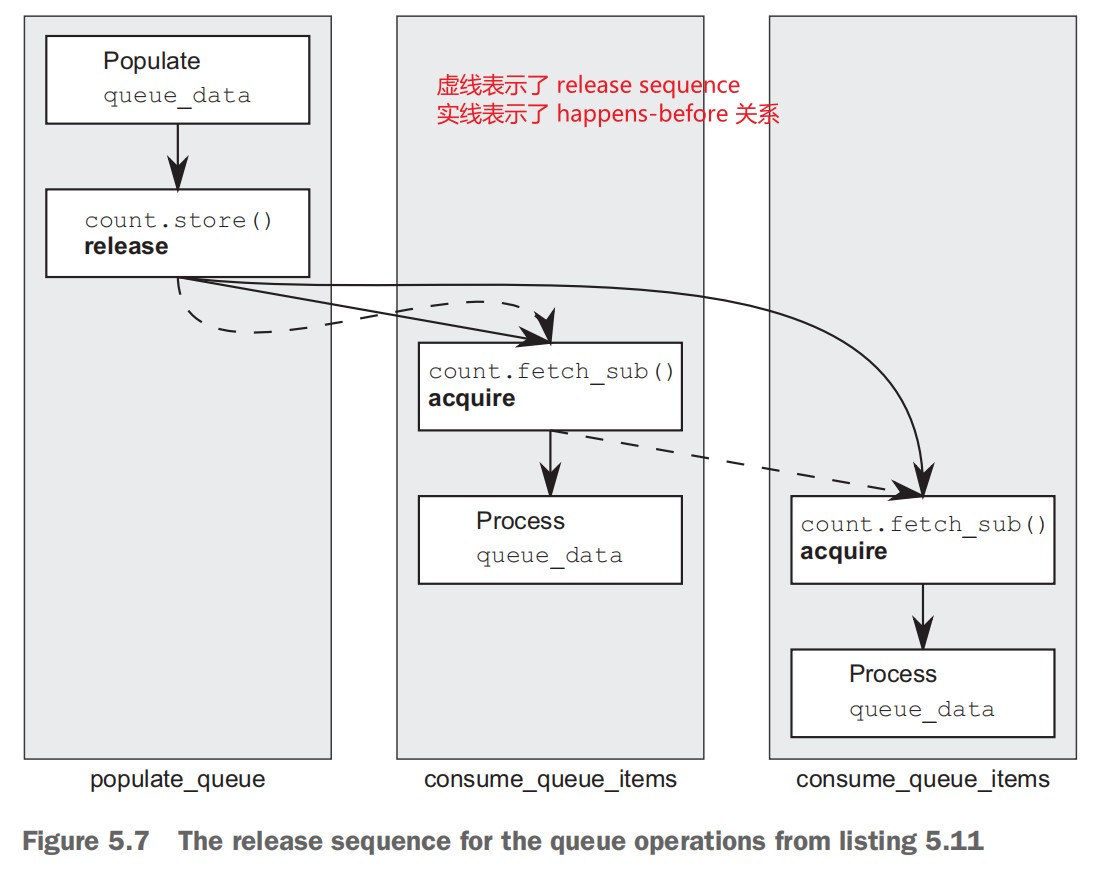 Populate
queue_data
虚线表示了 release sequence
实线表示了 happens-before 关系
count.store()
release
count.fetch_sub()
acquire
Process
queue_data
count.fetch_sub()
acquire
Process
queue_data
populate_queue
consume_queue_items
consume_queue_items
Figure 5.7 The release sequence for the queue operations from listing 5.11